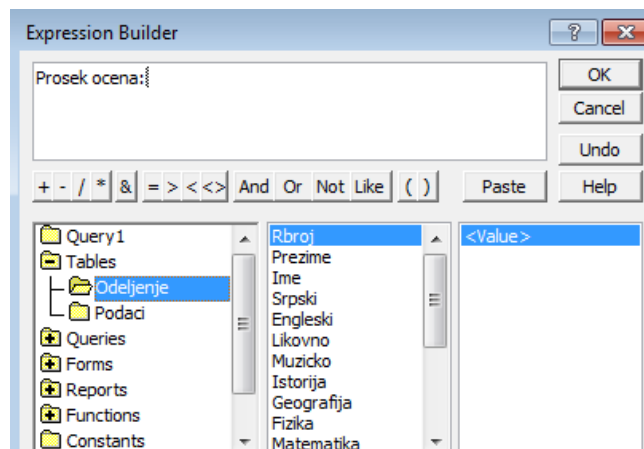 Expression Builder
Prosek ocena:
OK
Cancel
Undo
+ - / * & = > < <> And Or Not Like ( ) Paste Help
Query1
Tables
Odeljenje
Podaci
Queries
Forms
Reports
Functions
Constants
Rbroj
Prezime
Ime
Srpski
Engleski
Likovno
Muzicko
Istorija
Geografija
Fizika
Matematika
<Value>